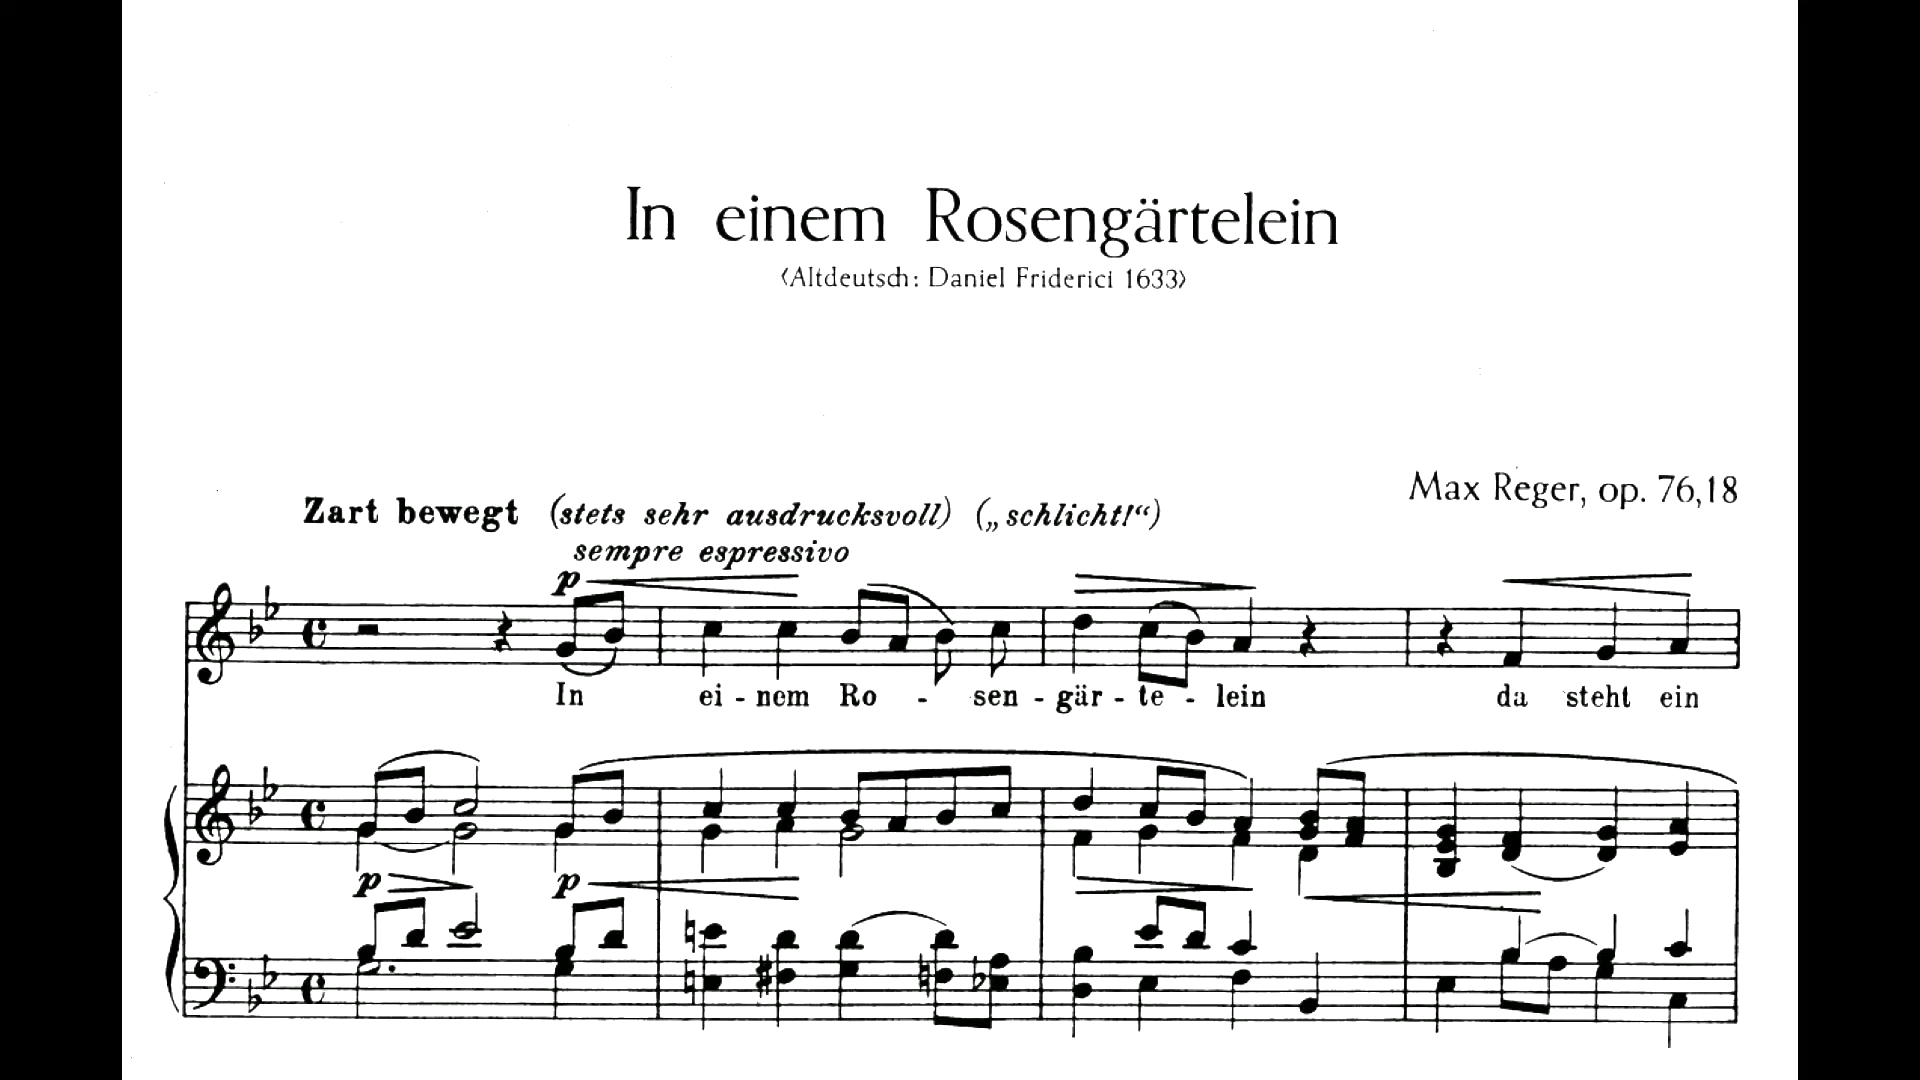 In einem Rosengärtelein
‹Altdeutsch: Daniel Friderici 1633›
Max Reger, op. 76,18
Zart bewegt (stets sehr ausdrucksvoll) („schlicht!“)
sempre espressivo
p
In ei - nem Ro - sen - gär - te - lein da steht ein
p p